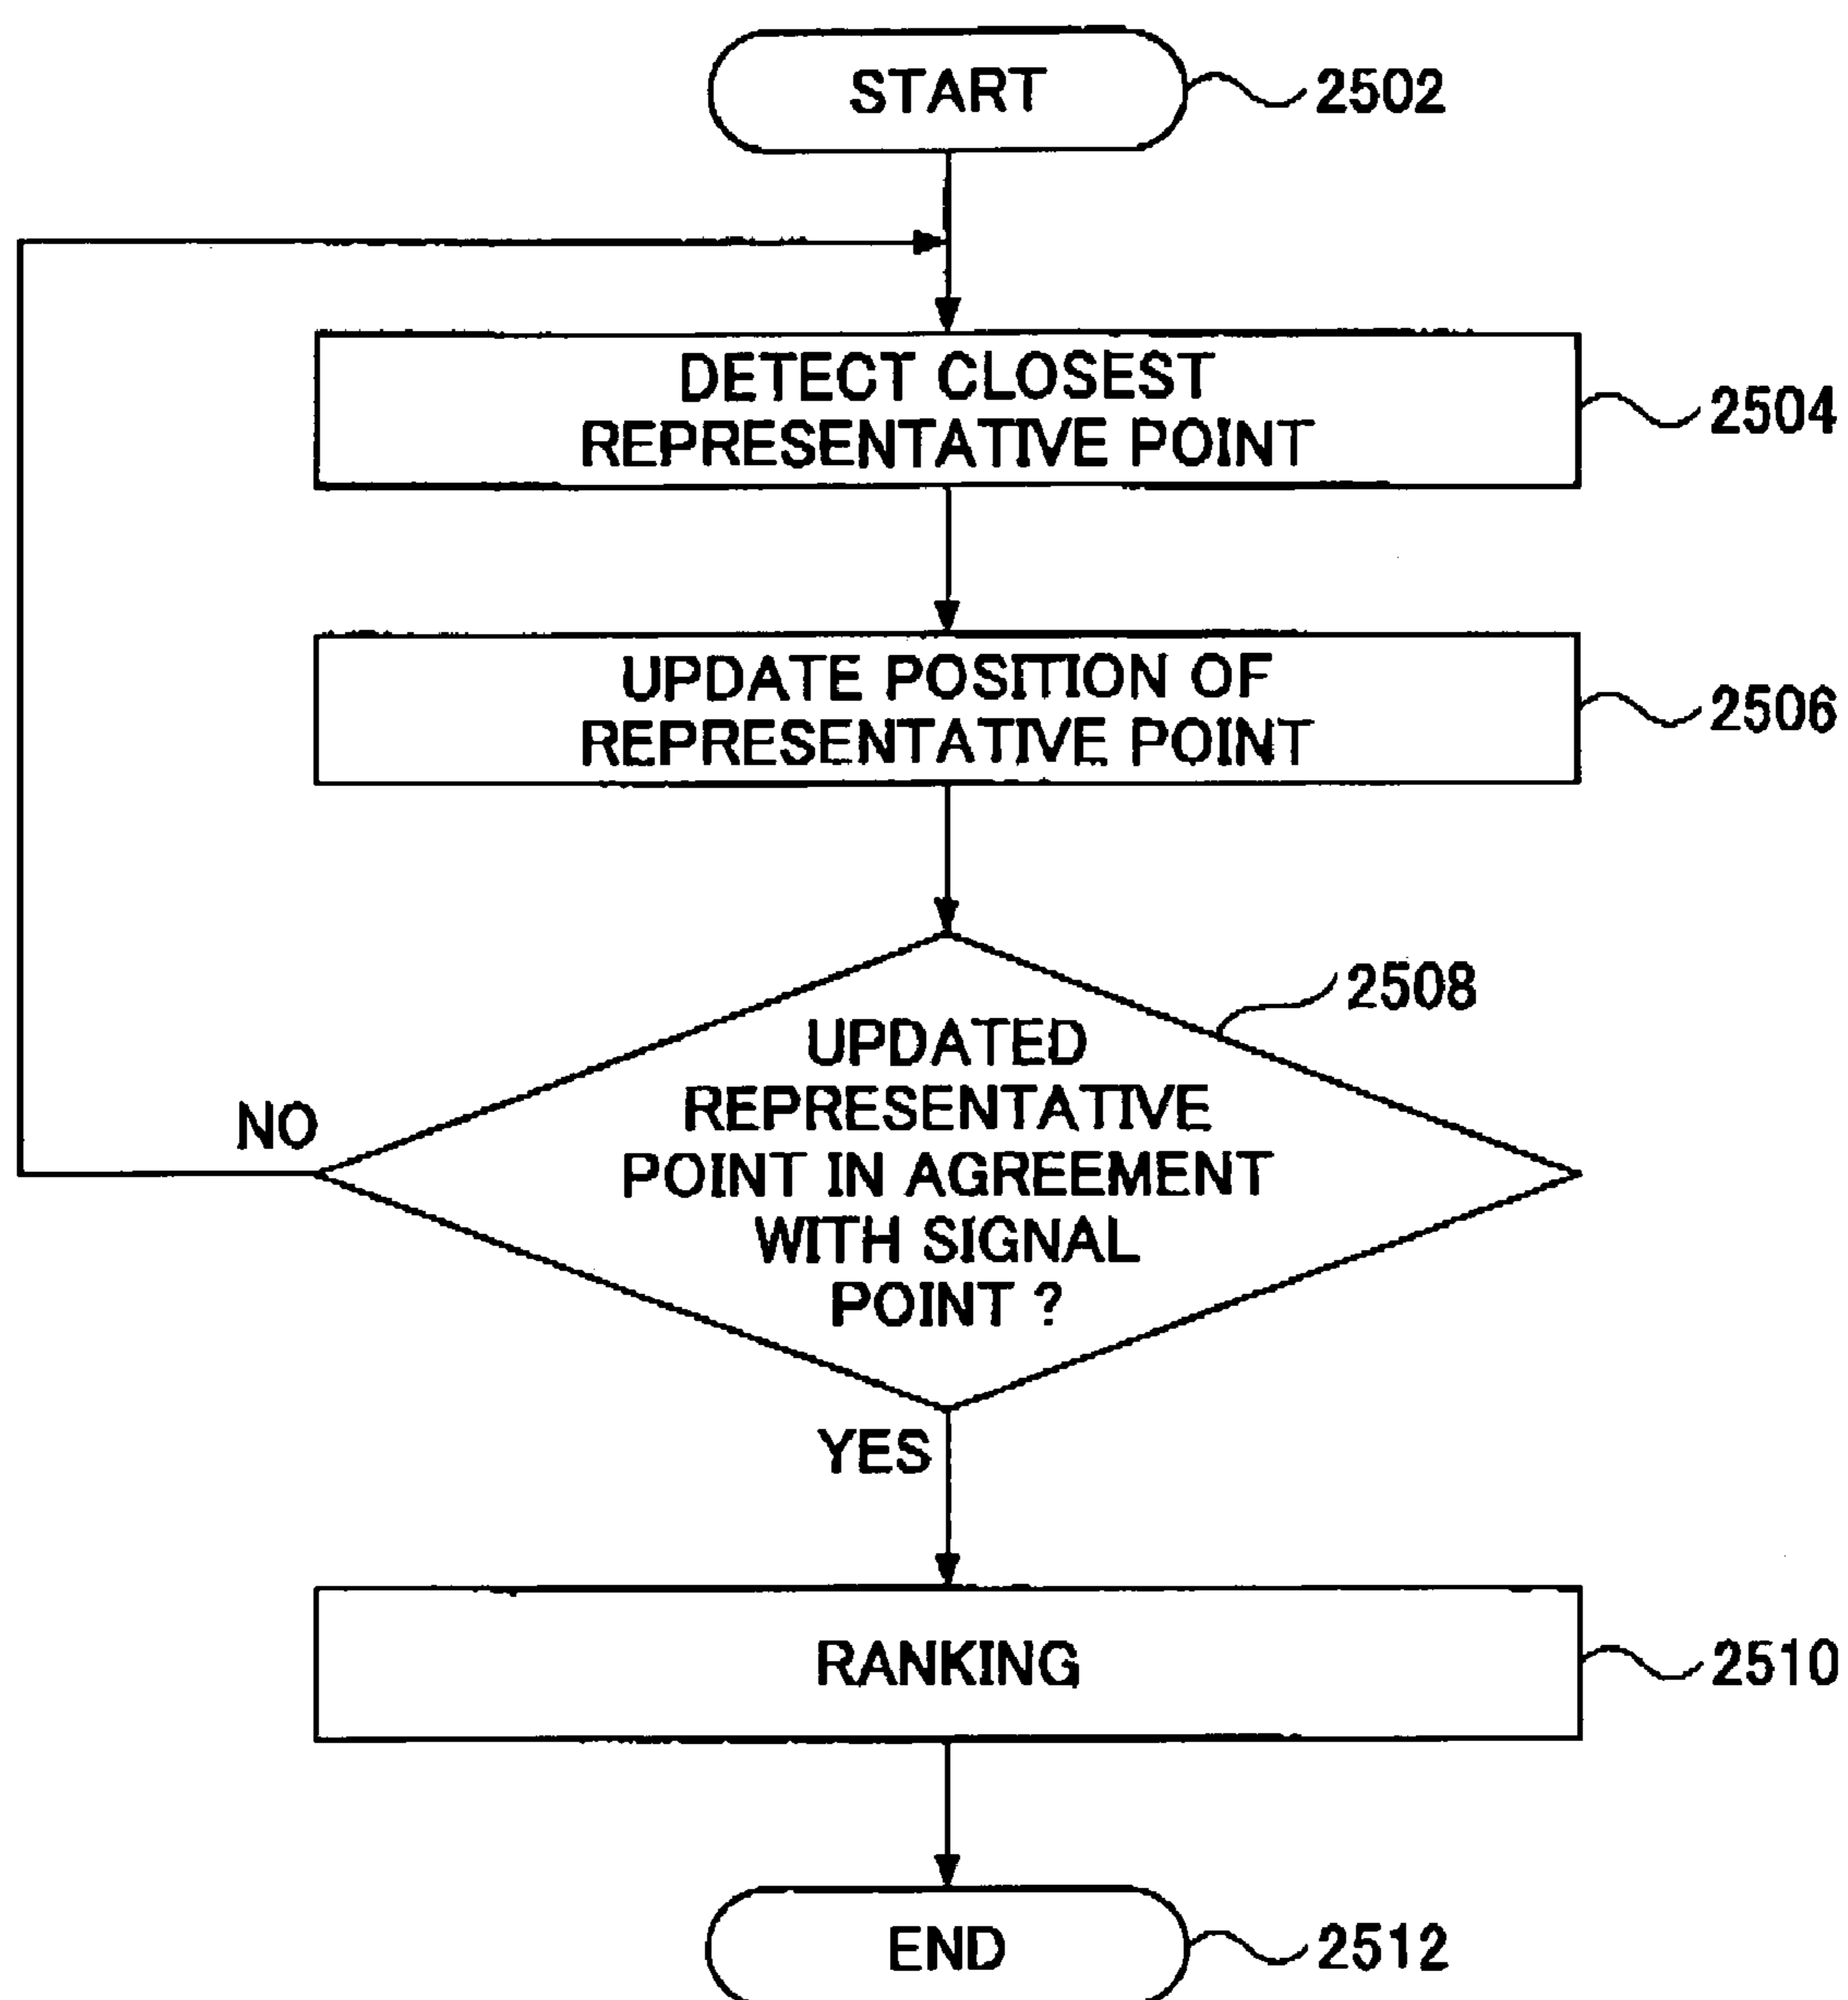 START
2502
DETECT CLOSEST
REPRESENTATIVE POINT
2504
UPDATE POSITION OF
REPRESENTATIVE POINT
2506
2508
UPDATED
REPRESENTATIVE
POINT IN AGREEMENT
WITH SIGNAL
POINT ?
NO
YES
RANKING
2510
END
2512